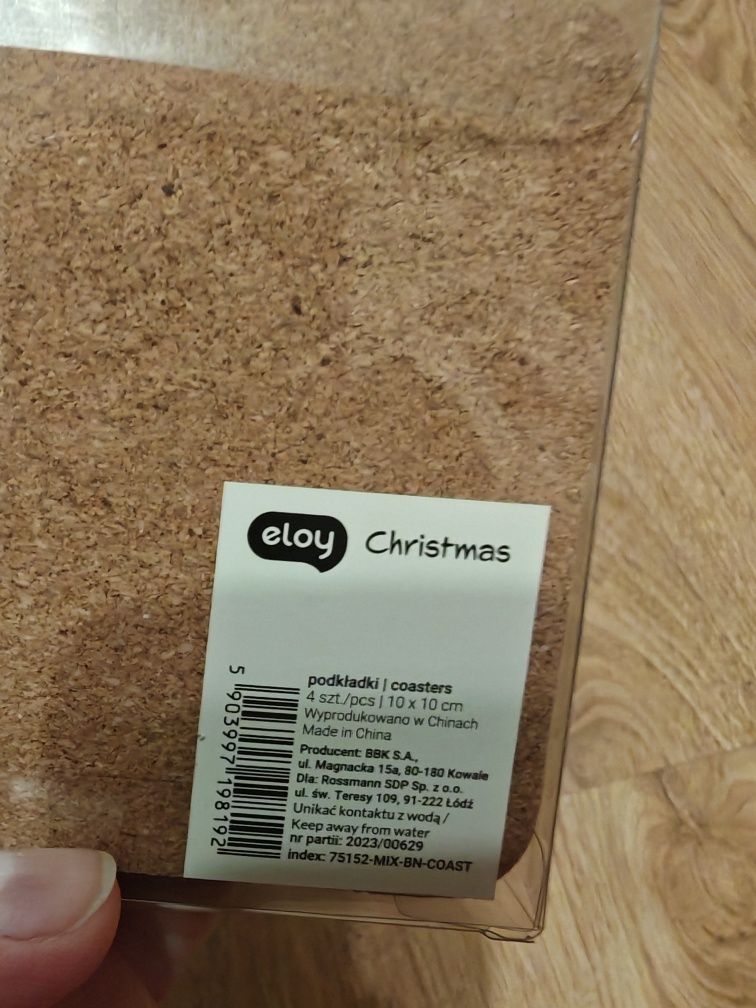 eloy Christmas
podkładki | coasters
4 szt./pcs | 10 x 10 cm
Wyprodukowano w Chinach
Made in China
Producent: BBK S.A.,
ul. Magnacka 15a, 80-180 Kowale
Dla: Rossmann SDP Sp. z o.o.
ul. św. Teresy 109, 91-222 Łódź
Unikać kontaktu z wodą /
Keep away from water
nr partii: 2023/00629
index: 75152-MIX-BN-COAST
5 903997 198192